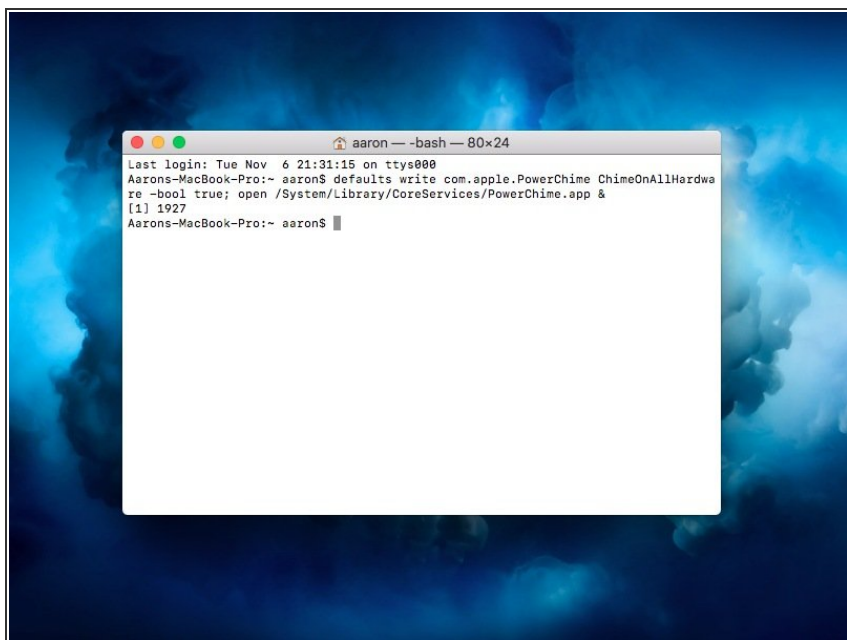 aaron — -bash — 80×24
Last login: Tue Nov  6 21:31:15 on ttys000
Aarons-MacBook-Pro:~ aaron$ defaults write com.apple.PowerChime ChimeOnAllHardwa
re -bool true; open /System/Library/CoreServices/PowerChime.app &
[1] 1927
Aarons-MacBook-Pro:~ aaron$